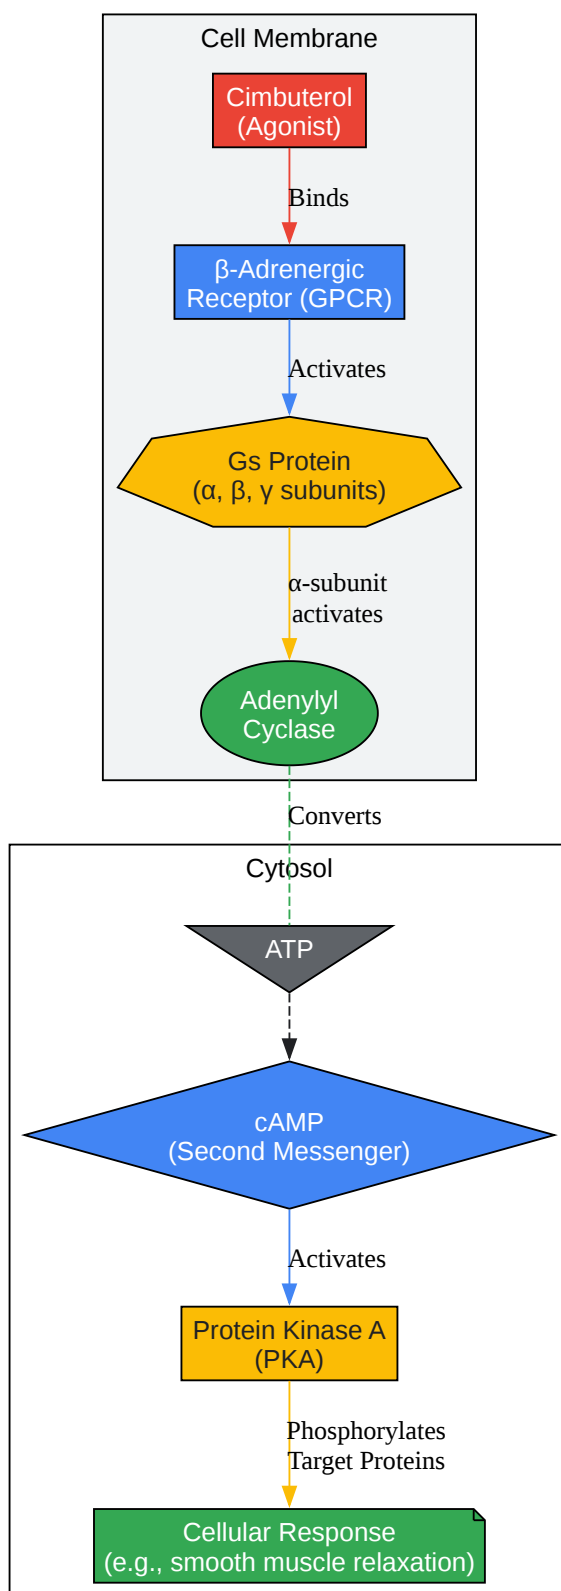 Cell Membrane
Cimbuterol
(Agonist)
Binds
β-Adrenergic
Receptor (GPCR)
Activates
Gs Protein
(α, β, γ subunits)
α-subunit
activates
Adenylyl
Cyclase
Converts
Cytosol
ATP
cAMP
(Second Messenger)
Activates
Protein Kinase A
(PKA)
Phosphorylates
Target Proteins
Cellular Response
(e.g., smooth muscle relaxation)